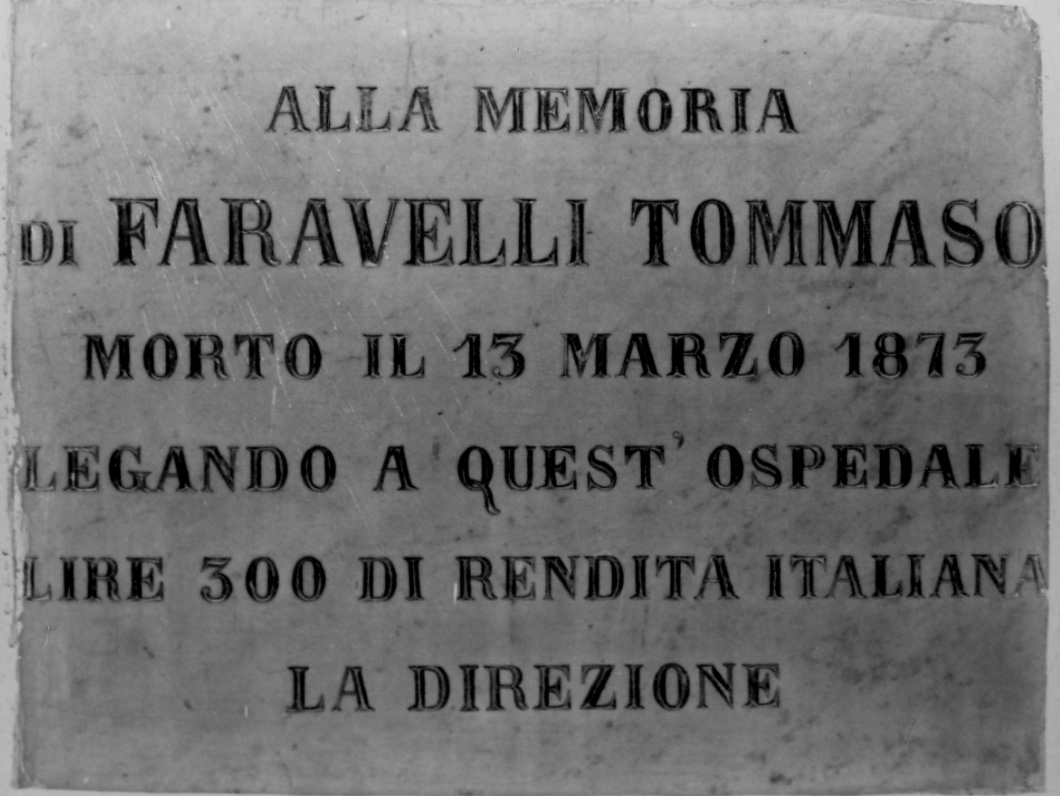 ALLA MEMORIA
DI FARAVELLI TOMMASO
MORTO IL 13 MARZO 1873
LEGANDO A QUEST' OSPEDALE
LIRE 300 DI RENDITA ITALIANA
LA DIREZIONE